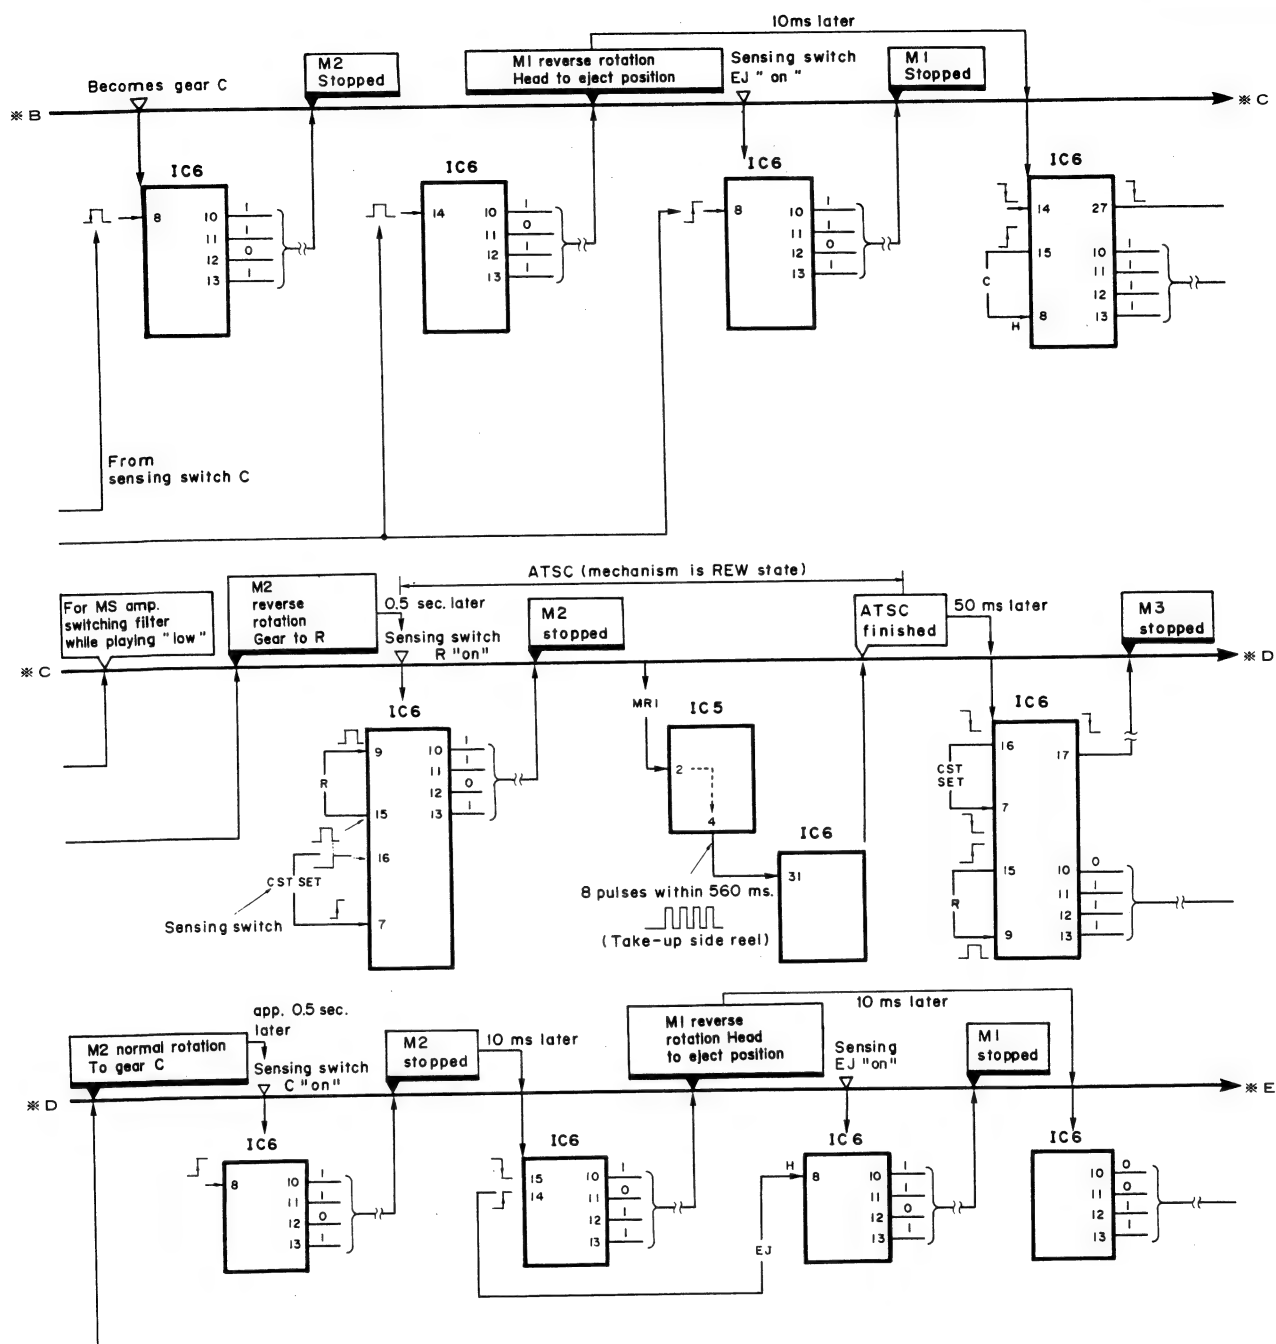 10ms later
M2
Stopped
M1 reverse rotation
Head to eject position
Sensing switch
EJ " on "
M1
Stopped
Becomes gear C
※ B
※ C
IC6
8
10 1
11 1
12 0
13 1
IC6
14
10 1
11 0
12 1
13 1
IC6
8
10 1
11 1
12 0
13 1
IC6
14
27
15
10 1
11 1
12 1
13 1
C
8
H
From
sensing switch C
ATSC (mechanism is REW state)
For MS amp.
switching filter
while playing "low"
M2
reverse
rotation
Gear to R
0.5 sec. later
Sensing switch
R "on"
M2
stopped
ATSC
finished
50 ms later
M3
stopped
※ C
※ D
IC6
9
10 1
11 1
12 0
13 1
R
15
16
CST SET
7
Sensing switch
MR1
IC5
2
4
8 pulses within 560 ms.
(Take-up side reel)
IC6
31
IC6
16
17
CST
SET
7
15
10 0
11 1
12 1
13 1
R
9
M2 normal rotation
To gear C
app. 0.5 sec.
later
Sensing switch
C "on"
M2
stopped
10 ms later
M1 reverse
rotation Head
to eject position
10 ms later
Sensing
EJ "on"
M1
stopped
※ D
※ E
IC6
8
10 1
11 1
12 0
13 1
IC6
15
14
10 1
11 0
12 1
13 1
EJ
H
IC6
8
10 1
11 1
12 0
13 1
IC6
10 0
11 0
12 1
13 1